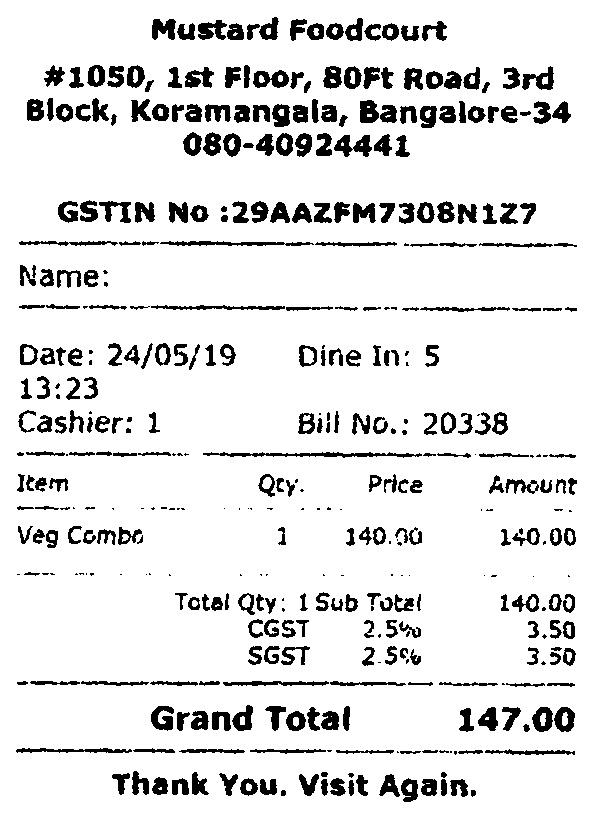 Mustard Foodcourt
#1050, 1st Floor, 80Ft Road, 3rd
Block, Koramangala, Bangalore-34
080-40924441
GSTIN No :29AAZFM7308N1Z7
Name:
Date: 24/05/19 Dine In: 5
13:23
Cashier: 1 Bill No.: 20338
Item Qty. Price Amount
Veg Combo 1 140.00 140.00
Total Qty: 1 Sub Total 140.00
CGST 2.5% 3.50
SGST 2.5% 3.50
Grand Total 147.00
Thank You. Visit Again.